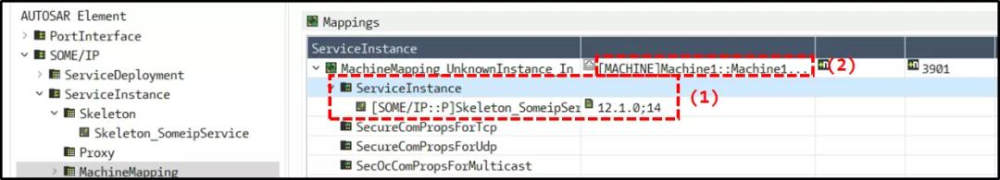 AUTOSAR Element
PortInterface
SOME/IP
ServiceDeployment
ServiceInstance
Skeleton
Skeleton_SomeipService
Proxy
MachineMapping
Mappings
ServiceInstance
MachineMapping_UnknownInstance_In [MACHINE]Machine1::Machine1... (2) 3901
ServiceInstance
[SOME/IP::P]Skeleton_SomeipSer 12.1.0;14 (1)
SecureComPropsForTcp
SecureComPropsForUdp
SecOcComPropsForMulticast